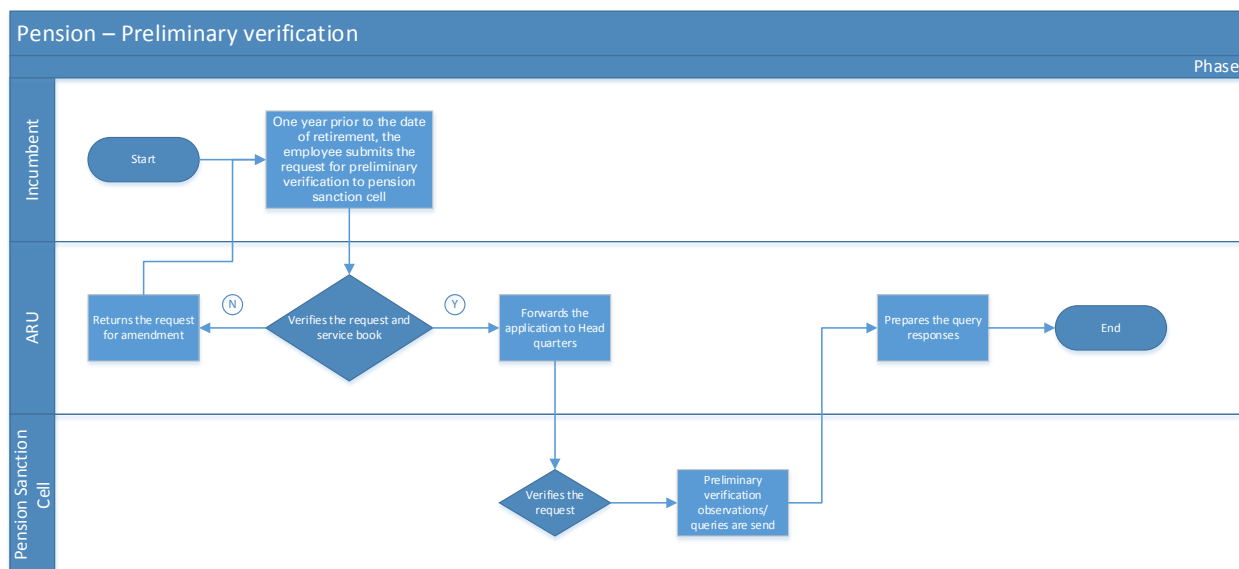 Pension – Preliminary verification
Phase
Incumbent
Start
One year prior to the date
of retirement, the
employee submits the
request for preliminary
verification to pension
sanction cell
ARU
Returns the request
for amendment
N
Verifies the request and
service book
Y
Forwards the
application to Head
quarters
Prepares the query
responses
End
Pension Sanction
Cell
Verifies the
request
Preliminary
verification
observations/
queries are send